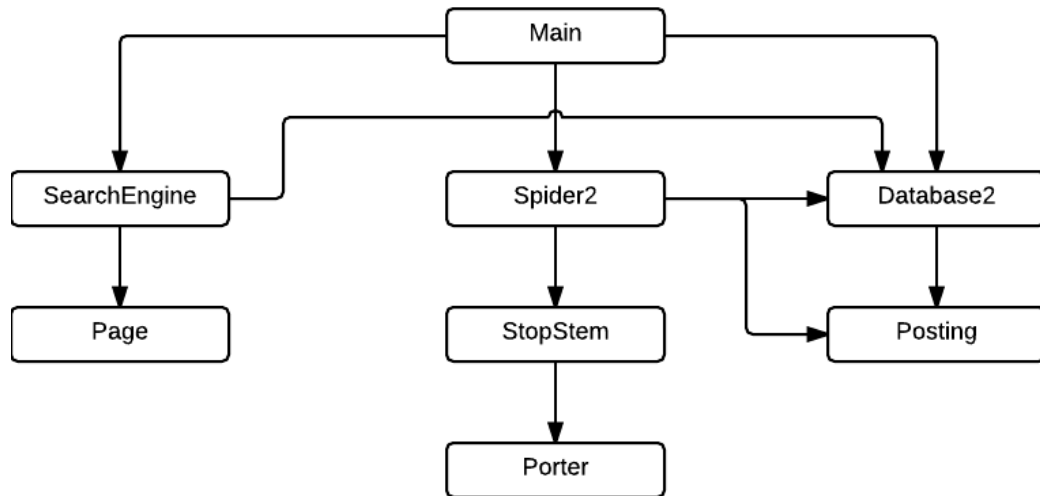 Main
SearchEngine
Spider2
Database2
Page
StopStem
Posting
Porter